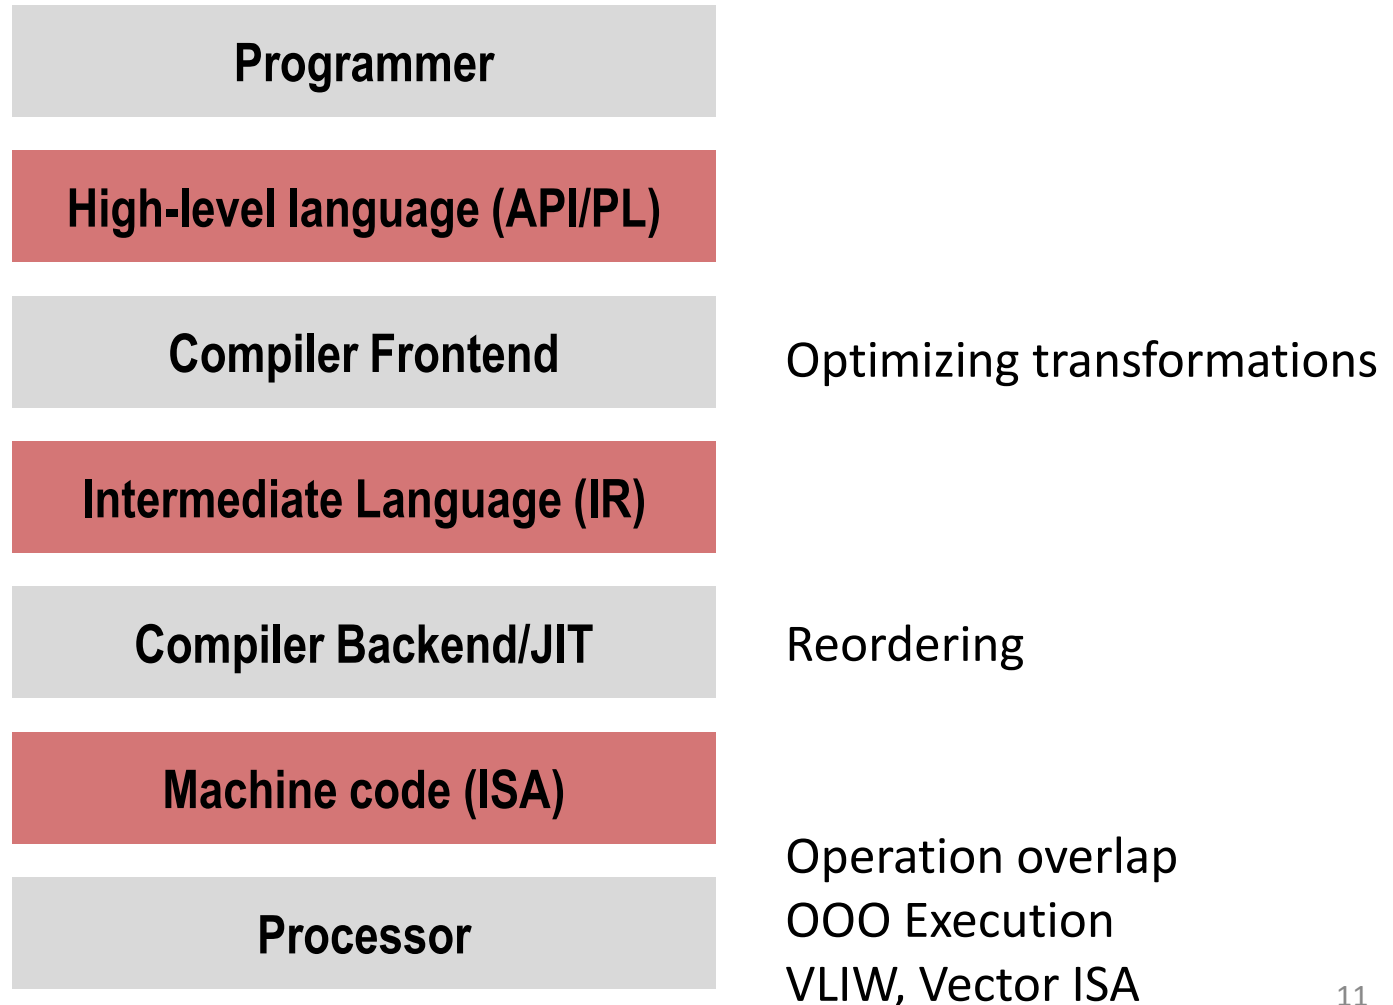 Programmer
High-level language (API/PL)
Compiler Frontend
Optimizing transformations
Intermediate Language (IR)
Compiler Backend/JIT
Reordering
Machine code (ISA)
Operation overlap
Processor
OOO Execution
VLIW, Vector ISA
11